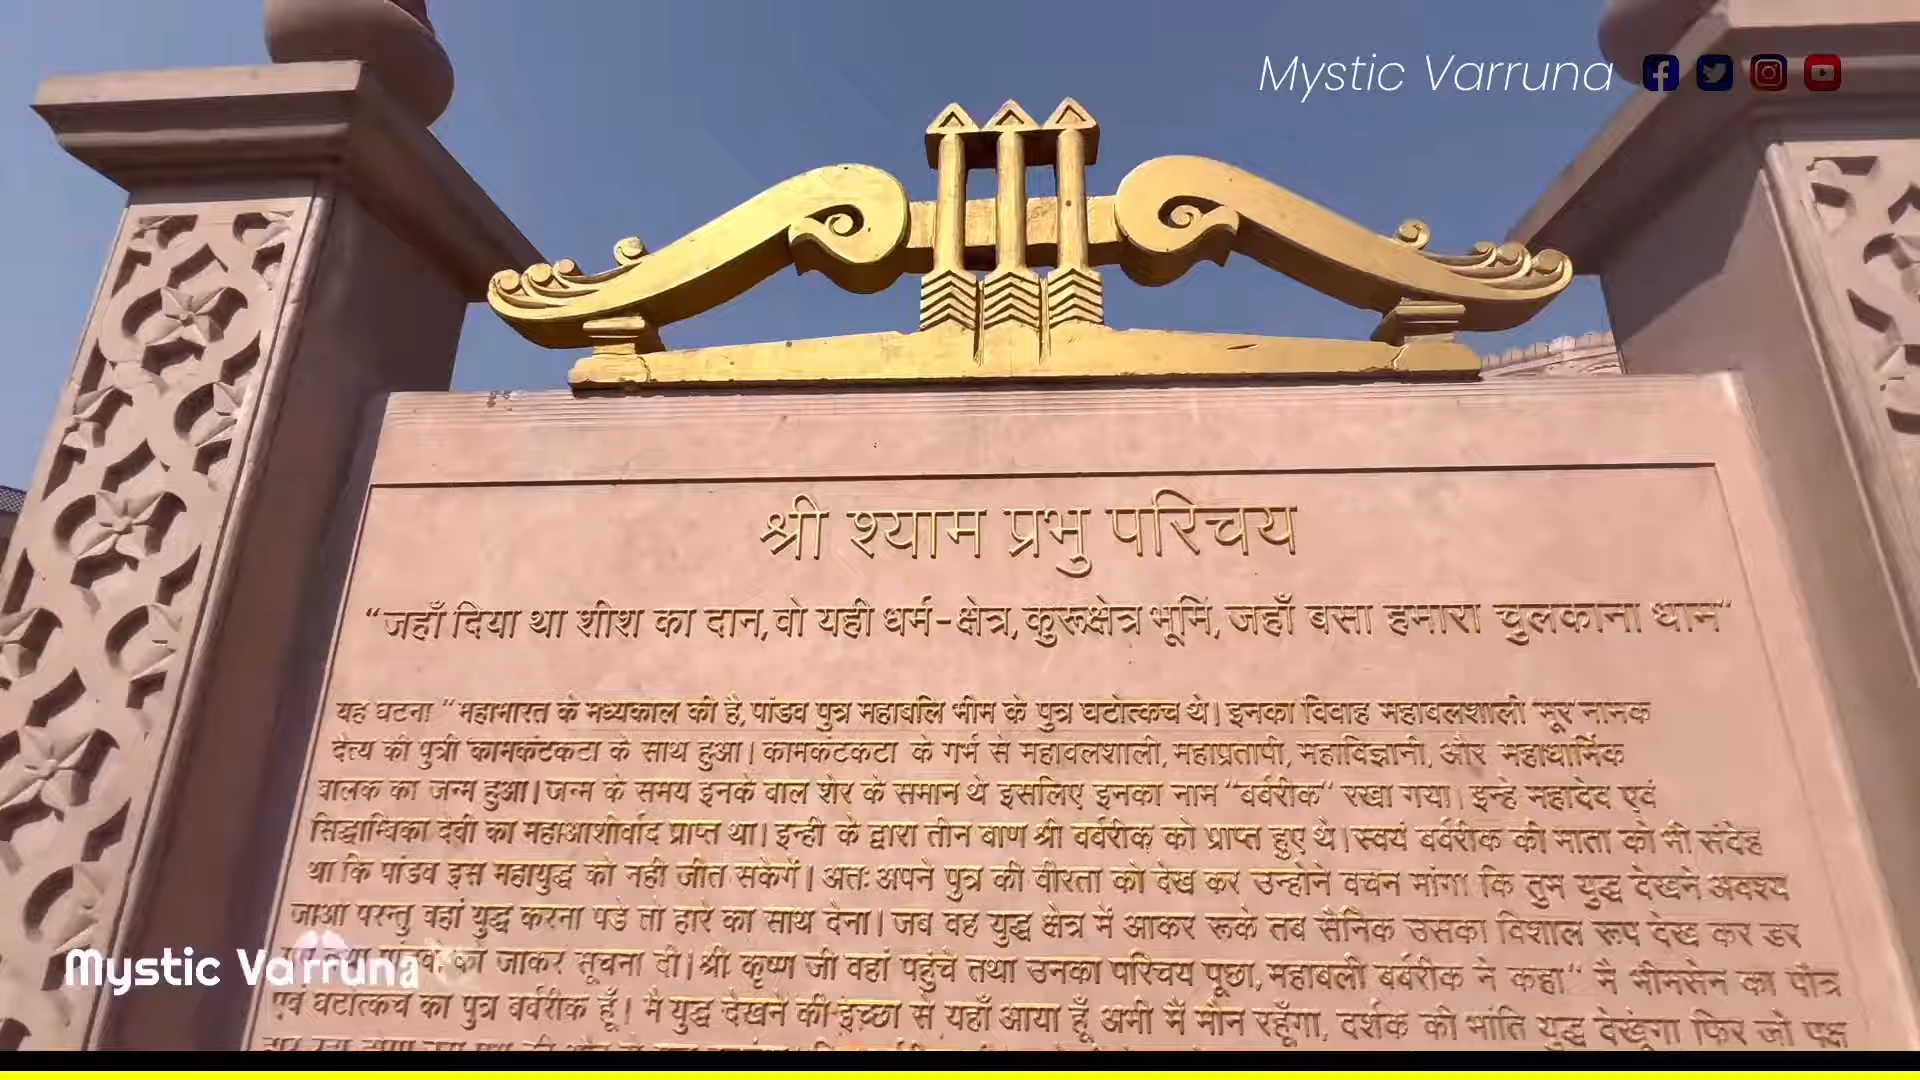 Mystic Varruna
श्री श्याम प्रभु परिचय
“जहाँ दिया था शीश का दान, वो यही धर्म-क्षेत्र, कुरूक्षेत्र भूमि, जहाँ बसा हमारा चुलकाना धाम”
यह घटना “महाभारत के मध्यकाल की है, पांडव पुत्र महाबलि भीम के पुत्र घटोत्कच थे। इनका विवाह महाबलशाली 'मूर' नामक
दैत्य की पुत्री 'कामकंटकटा के साथ हुआ। कामकंटकटा के गर्भ से महाबलशाली, महाप्रतापी, महाविज्ञानी, और महाधार्मिक
बालक का जन्म हुआ। जन्म के समय इनके बाल शेर के समान थे इसलिए इनका नाम “बर्बरीक” रखा गया। इन्हे महादेव एवं
सिद्धाम्बिका देवी का महाआशीर्वाद प्राप्त था। इन्ही के द्वारा तीन बाण श्री बर्बरीक को प्राप्त हुए थे। स्वयं बर्बरीक की माता को भी संदेह
था कि पांडव इस महायुद्ध को नही जीत सकेगें। अतः अपने पुत्र की वीरता को देख कर उन्होने वचन मांगा कि तुम युद्ध देखने अवश्य
जाओ परन्तु वहां युद्ध करना पडे तो हारे का साथ देना। जब वह युद्ध क्षेत्र में आकर रूके तब सैनिक उसका विशाल रूप देख कर डर
को जाकर सूचना दी। श्री कृष्ण जी वहां पहुंचे तथा उनका परिचय पूछा, महाबली बर्बरीक ने कहा” मै भीमसेन का पौत्र
एवं घटोत्कच का पुत्र बर्बरीक हूँ। मै युद्ध देखने की इच्छा से यहाँ आया हूँ अभी मैं मौन रहूँगा, दर्शक की भांति युद्ध देखूंगा फिर जो पक्ष
Mystic Varruna